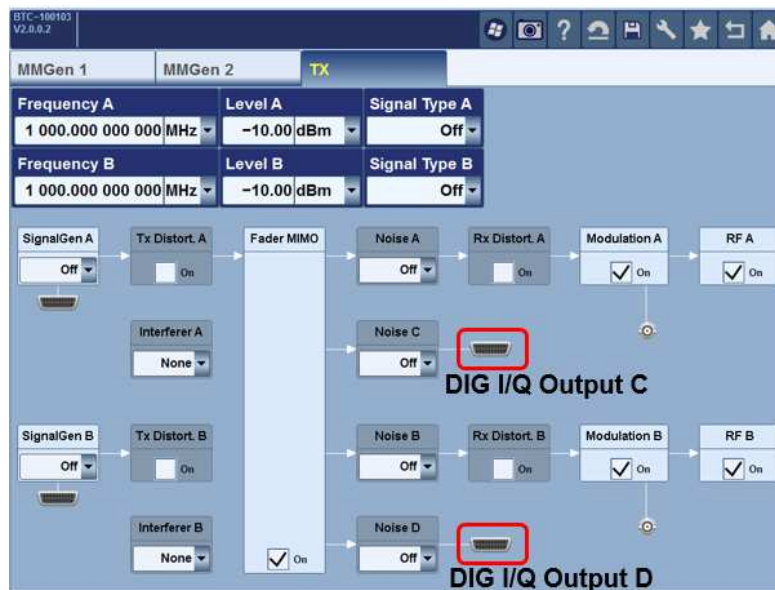 BTC-100103
V2.0.0.2
?
MMGen 1 MMGen 2 TX
Frequency A Level A Signal Type A
1 000.000 000 000 MHz -10.00 dBm Off
Frequency B Level B Signal Type B
1 000.000 000 000 MHz -10.00 dBm Off
SignalGen A Tx Distort. A Fader MIMO Noise A Rx Distort. A Modulation A RF A
Off On Off On On On
Interferer A Noise C
None Off
DIG I/Q Output C
SignalGen B Tx Distort. B Noise B Rx Distort. B Modulation B RF B
Off On Off On On On
Interferer B Noise D
None On Off
DIG I/Q Output D